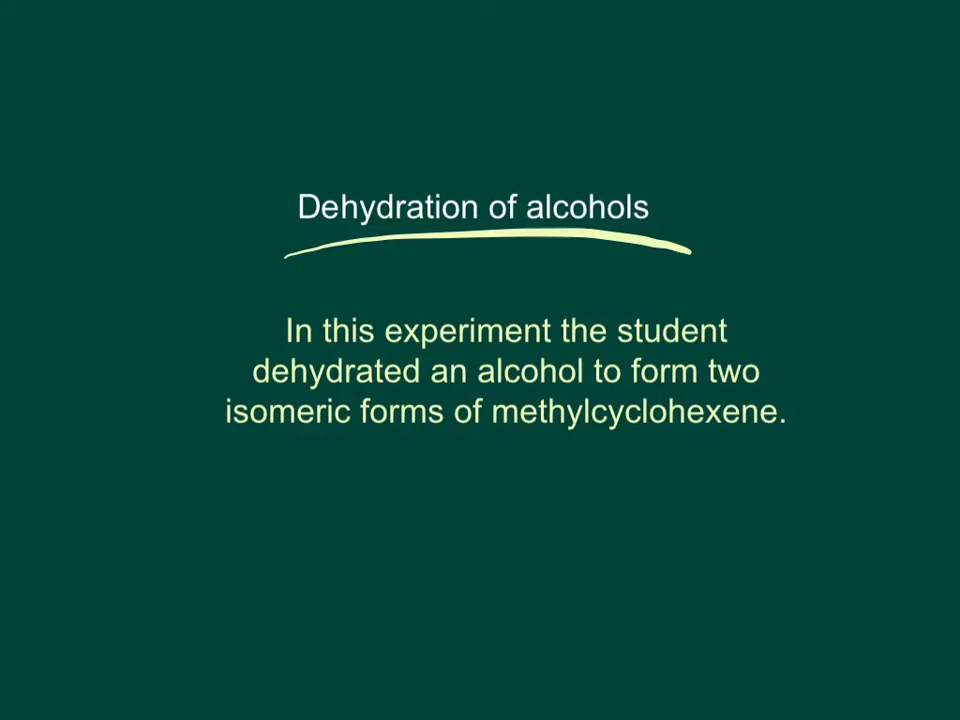 Dehydration of alcohols
In this experiment the student
dehydrated an alcohol to form two
isomeric forms of methylcyclohexene.